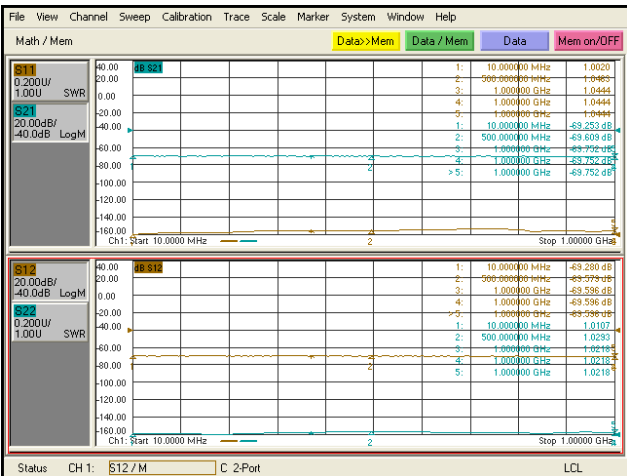 File View Channel Sweep Calibration Trace Scale Marker System Window Help
Math / Mem Data>>Mem Data / Mem Data Mem on/OFF
S11
0.200U/
1.00U SWR
S21
20.00dB/
-40.0dB LogM
40.00
20.00
0.00
-20.00
-40.00
-60.00
-80.00
-100.00
-120.00
-140.00
-160.00
dB S21
1: 10.000000 MHz 1.0020
2: 500.000000 MHz 1.0463
3: 1.000000 GHz 1.0444
4: 1.000000 GHz 1.0444
5: 1.000000 GHz 1.0444
1: 10.000000 MHz -69.253 dB
2: 500.000000 MHz -69.609 dB
3: 1.000000 GHz -69.752 dB
4: 1.000000 GHz -69.752 dB
>5: 1.000000 GHz -69.752 dB
2
2
Ch1: Start 10.0000 MHz Stop 1.00000 GHz
S12
20.00dB/
-40.0dB LogM
S22
0.200U/
1.00U SWR
40.00
20.00
0.00
-20.00
-40.00
-60.00
-80.00
-100.00
-120.00
-140.00
-160.00
dB S12
1: 10.000000 MHz -69.280 dB
2: 500.000000 MHz -69.579 dB
3: 1.000000 GHz -69.596 dB
4: 1.000000 GHz -69.596 dB
>5: 1.000000 GHz -69.596 dB
1: 10.000000 MHz 1.0107
2: 500.000000 MHz 1.0293
3: 1.000000 GHz 1.0218
4: 1.000000 GHz 1.0218
5: 1.000000 GHz 1.0218
2
2
Ch1: Start 10.0000 MHz Stop 1.00000 GHz
Status CH 1: S12 / M C 2-Port LCL